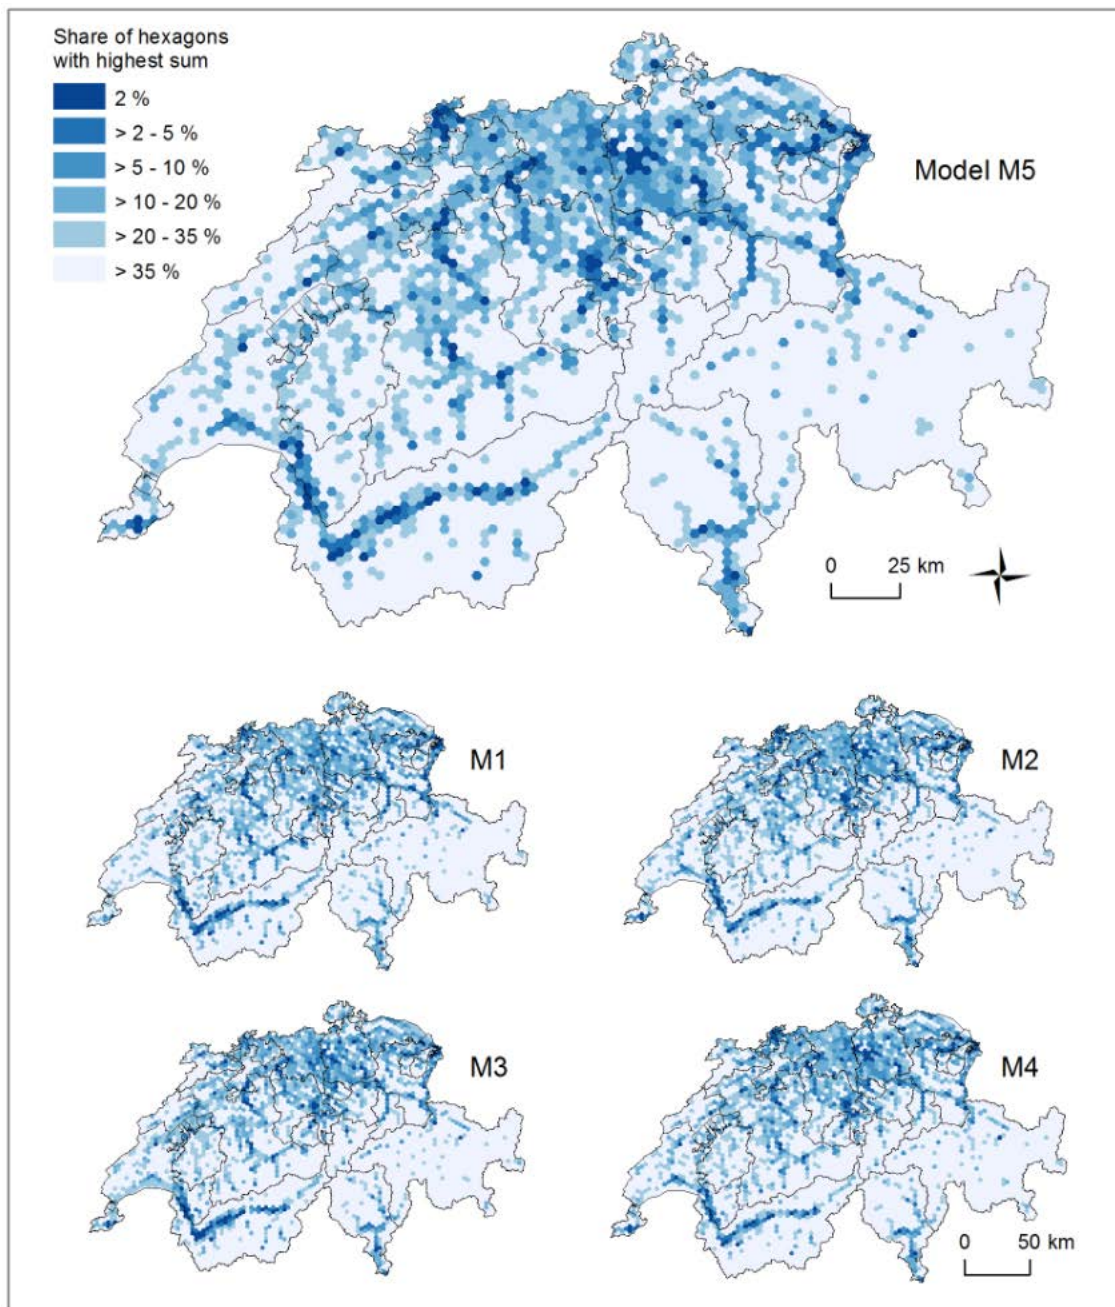 Share of hexagons
with highest sum
2 %
> 2 - 5 %
> 5 - 10 %
> 10 - 20 %
> 20 - 35 %
> 35 %
Model M5
0 25 km
M1
M2
M3
M4
0 50 km